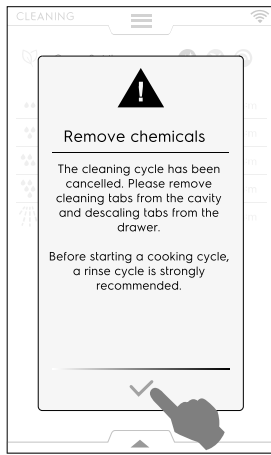 CLEANING
Remove chemicals
The cleaning cycle has been
cancelled. Please remove
cleaning tabs from the cavity
and descaling tabs from the
drawer.
Before starting a cooking cycle,
a rinse cycle is strongly
recommended.